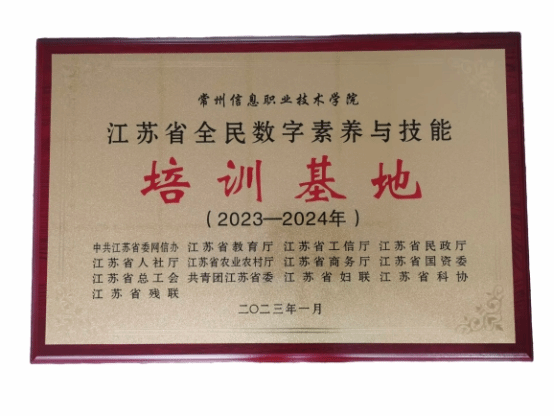 常州信息职业技术学院
江苏省全民数字素养与技能
培训基地
（2023—2024年）
中共江苏省委网信办 江苏省教育厅 江苏省工信厅 江苏省民政厅
江苏省人社厅 江苏省农业农村厅 江苏省商务厅 江苏省国资委
江苏省总工会 共青团江苏省委 江苏省妇联 江苏省科协
江苏省残联
二〇二三年一月